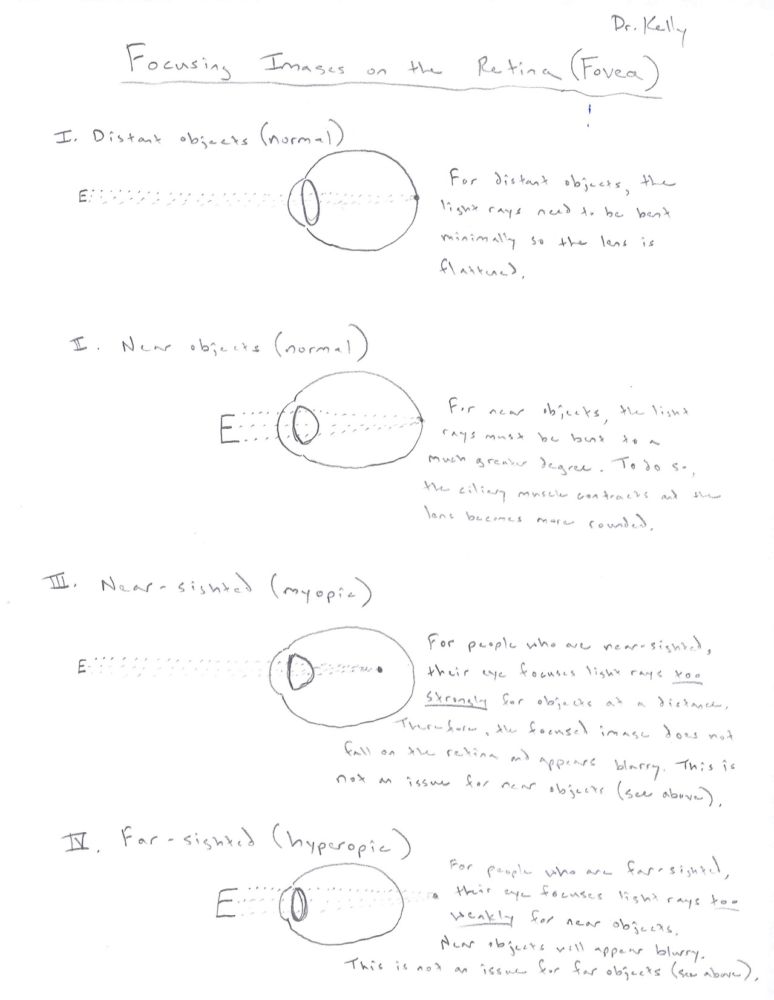 Dr. Kelly
Focusing Images on the Retina (Fovea)
I. Distant objects (normal)
E
For distant objects, the
light rays need to be bent
minimally so the lens is
flattened.
II. Near objects (normal)
E
For near objects, the light
rays must be bent to a
much greater degree. To do so,
the ciliary muscle contracts and the
lens becomes more rounded.
III. Near-sighted (myopic)
E
For people who are near-sighted,
their eye focuses light rays too
strongly for objects at a distance.
Therefore, the focused image does not
fall on the retina and appears blurry. This is
not an issue for near objects (see above).
IV. Far-sighted (hyperopic)
E
For people who are far-sighted,
their eye focuses light rays too
weakly for near objects.
Near objects will appear blurry.
This is not an issue for far objects (see above).